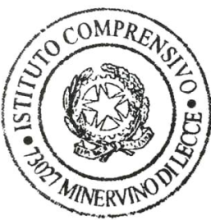 • ISTITUTO COMPRENSIVO •
73027 MINERVINO DI LECCE